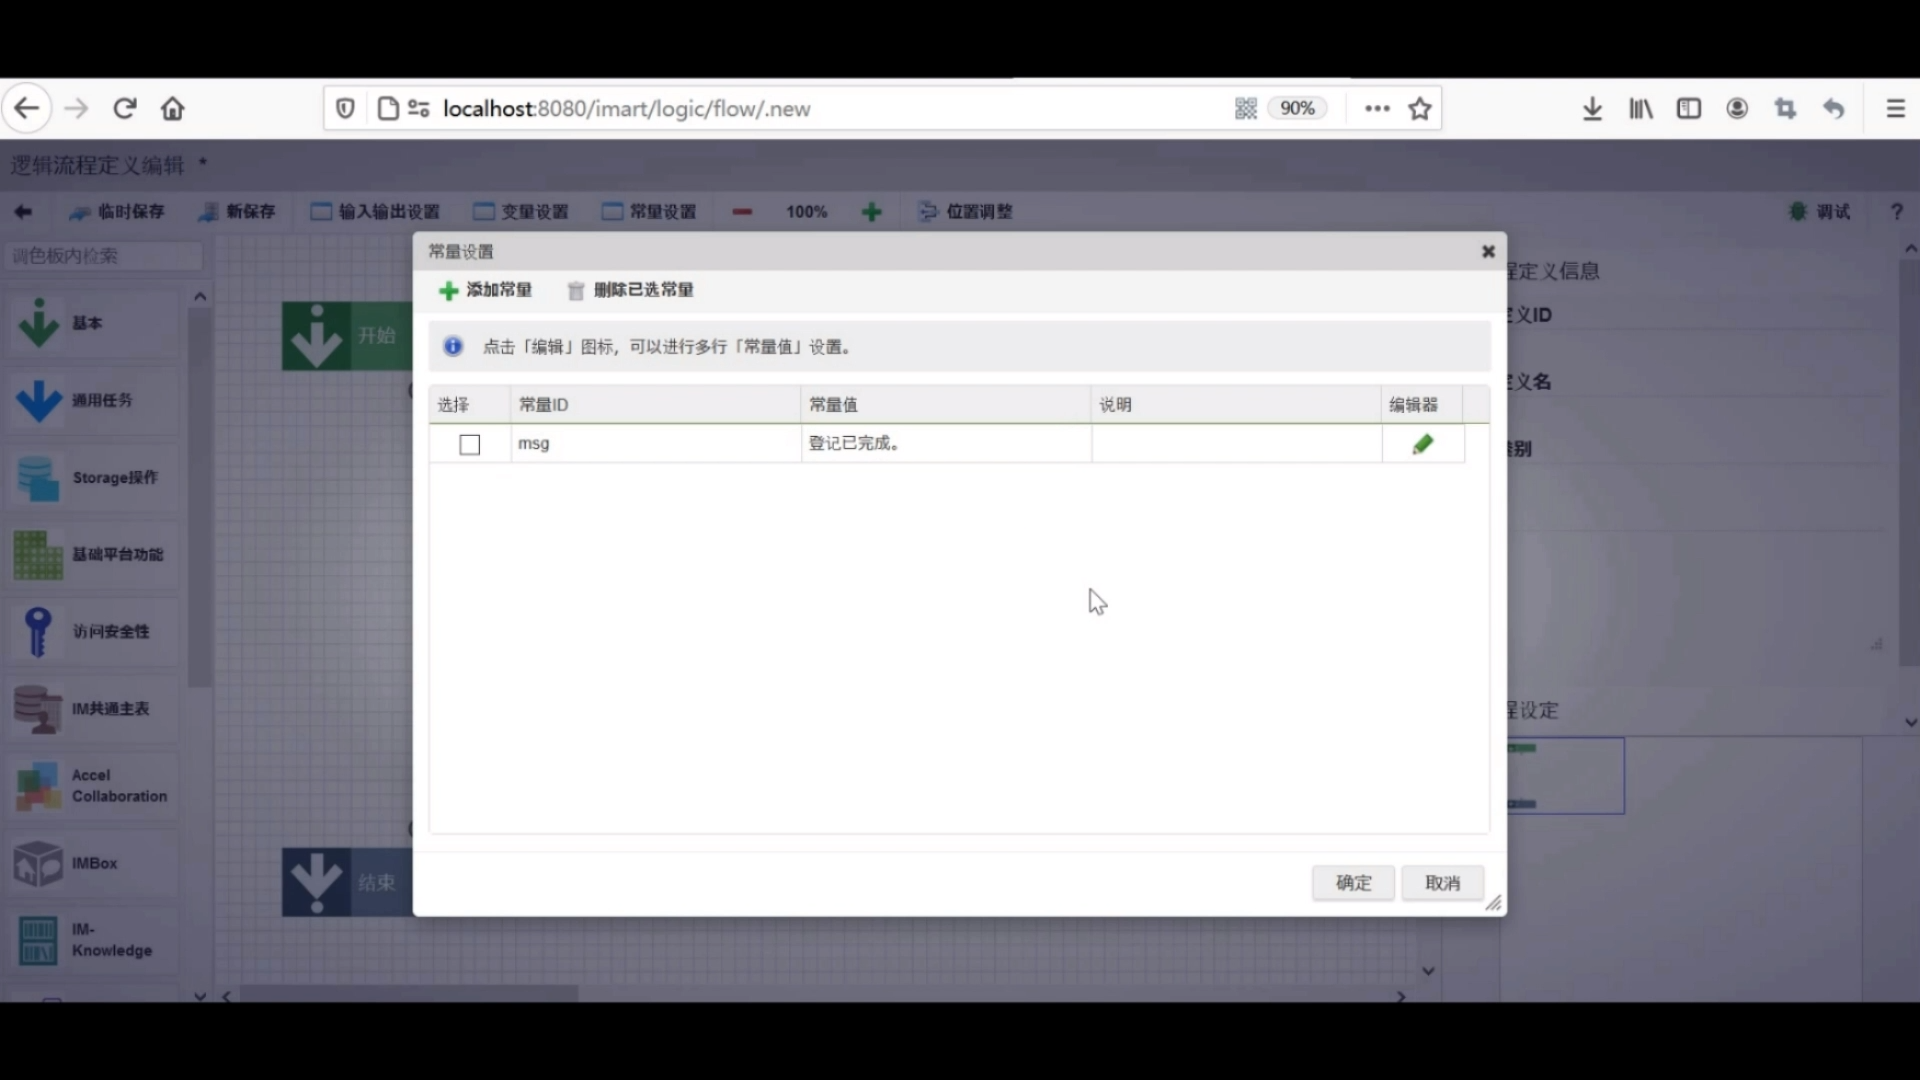 localhost:8080/imart/logic/flow/.new
90%
逻辑流程定义编辑 *
临时保存
新保存
输入输出设置
变量设置
常量设置
100%
位置调整
调试
?
调色板内检索
基本
通用任务
Storage操作
基础平台功能
访问安全性
IM共通主表
Accel
Collaboration
IMBox
IM-
Knowledge
开始
结束
常量设置
添加常量
删除已选常量
点击「编辑」图标，可以进行多行「常量值」设置。
选择 常量ID 常量值 说明 编辑器
msg 登记已完成。
确定 取消
程定义信息
定义ID
定义名
类别
程设定